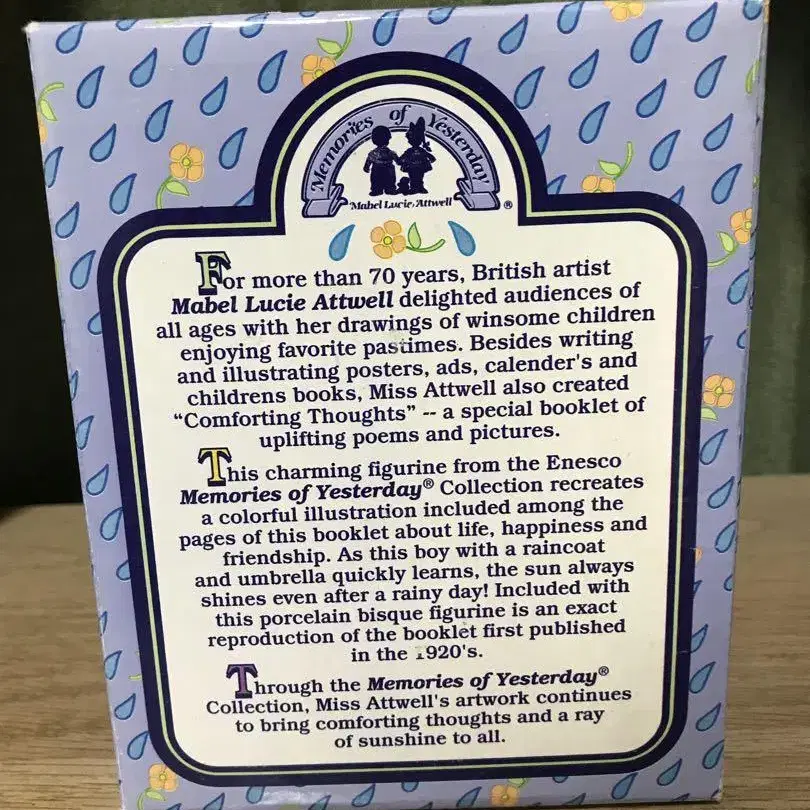 Memories of Yesterday
Mabel Lucie Attwell ®
For more than 70 years, British artist
Mabel Lucie Attwell delighted audiences of
all ages with her drawings of winsome children
enjoying favorite pastimes. Besides writing
and illustrating posters, ads, calender's and
childrens books, Miss Attwell also created
“Comforting Thoughts” -- a special booklet of
uplifting poems and pictures.
This charming figurine from the Enesco
Memories of Yesterday® Collection recreates
a colorful illustration included among the
pages of this booklet about life, happiness and
friendship. As this boy with a raincoat
and umbrella quickly learns, the sun always
shines even after a rainy day! Included with
this porcelain bisque figurine is an exact
reproduction of the booklet first published
in the 1920's.
Through the Memories of Yesterday®
Collection, Miss Attwell's artwork continues
to bring comforting thoughts and a ray
of sunshine to all.